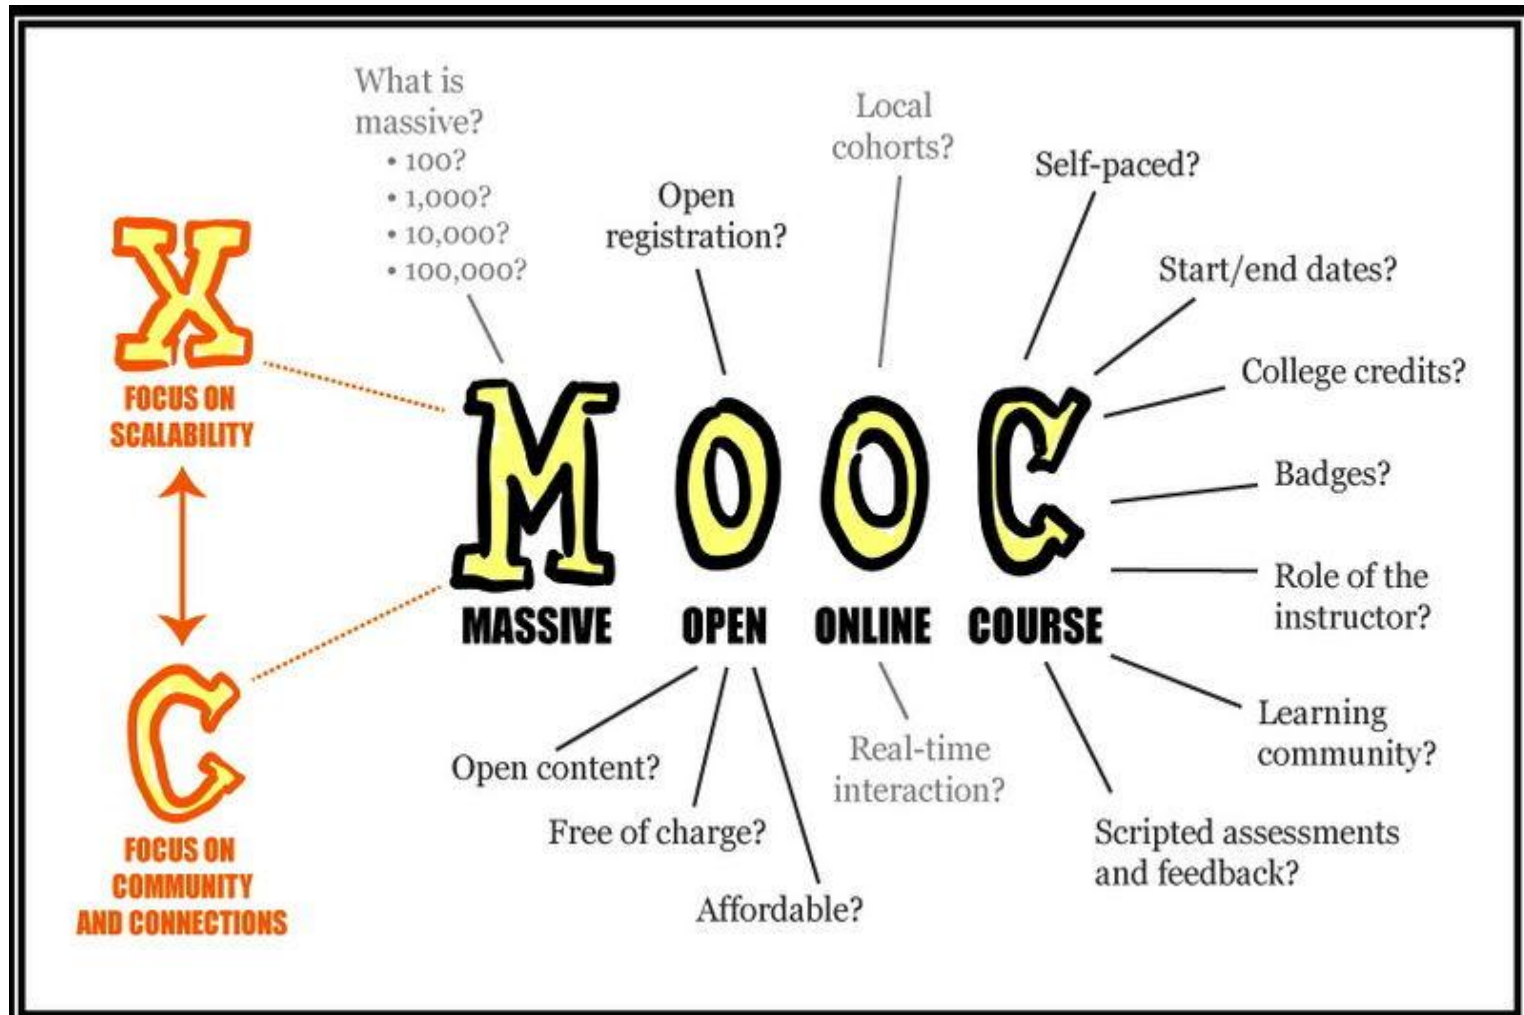 What is
massive?
• 100?
• 1,000?
• 10,000?
• 100,000?
Open
registration?
Local
cohorts?
Self-paced?
Start/end dates?
College credits?
Badges?
Role of the
instructor?
Learning
community?
Scripted assessments
and feedback?
X
FOCUS ON
SCALABILITY
C
FOCUS ON
COMMUNITY
AND CONNECTIONS
MOOC
MASSIVE OPEN ONLINE COURSE
Open content?
Free of charge?
Affordable?
Real-time
interaction?